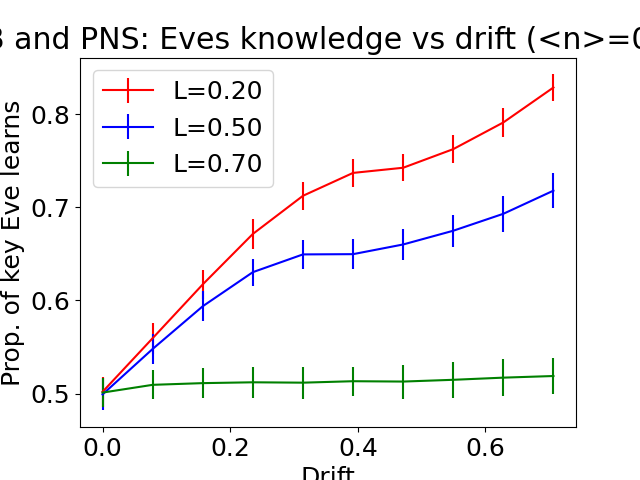 and PNS: Eves knowledge vs drift (<n>=0
L=0.20
L=0.50
L=0.70
Prop. of key Eve learns
0.8
0.7
0.6
0.5
0.0 0.2 0.4 0.6
Drift